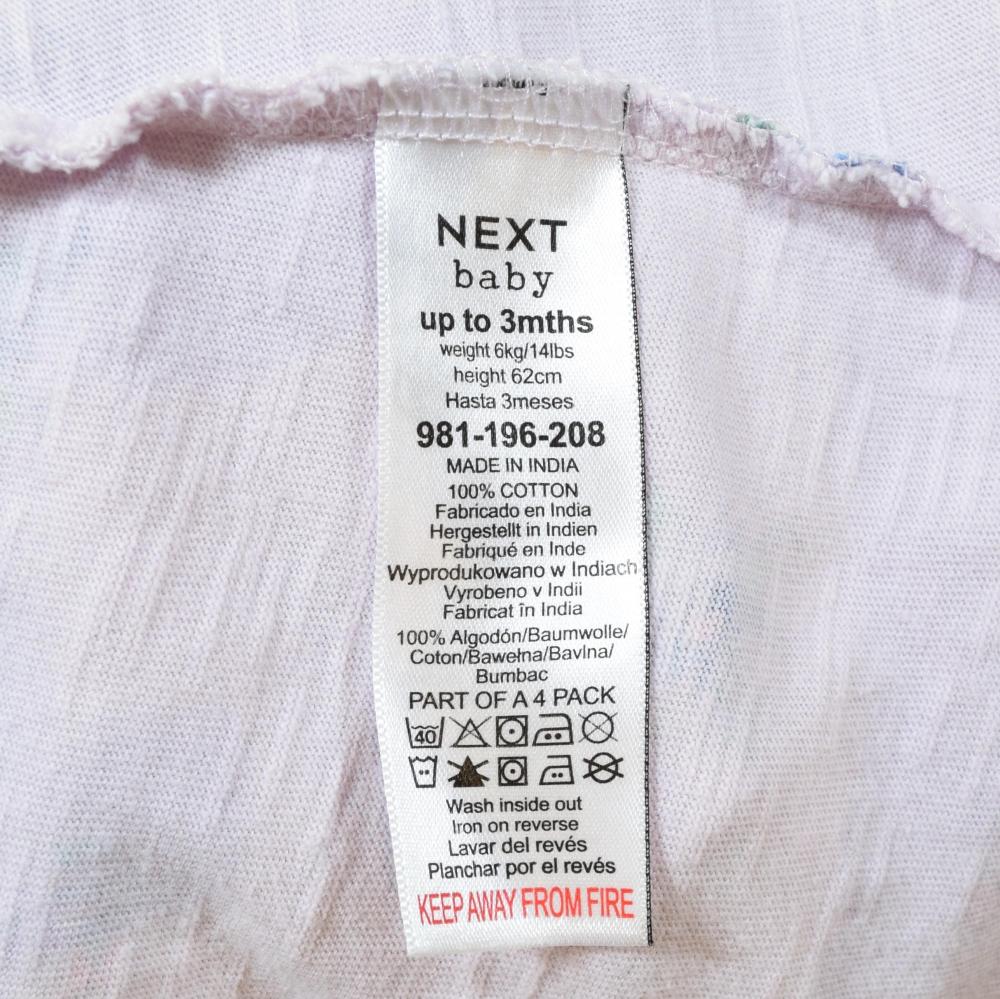 NEXT
baby
up to 3mths
weight 6kg/14lbs
height 62cm
Hasta 3meses
981-196-208
MADE IN INDIA
100% COTTON
Fabricado en India
Hergestellt in Indien
Fabriqué en Inde
Wyprodukowano w Indiach
Vyrobeno v Indii
Fabricat în India
100% Algodón/Baumwolle/
Coton/Bawełna/Bavlna/
Bumbac
PART OF A 4 PACK
40
Wash inside out
Iron on reverse
Lavar del revés
Planchar por el revés
KEEP AWAY FROM FIRE